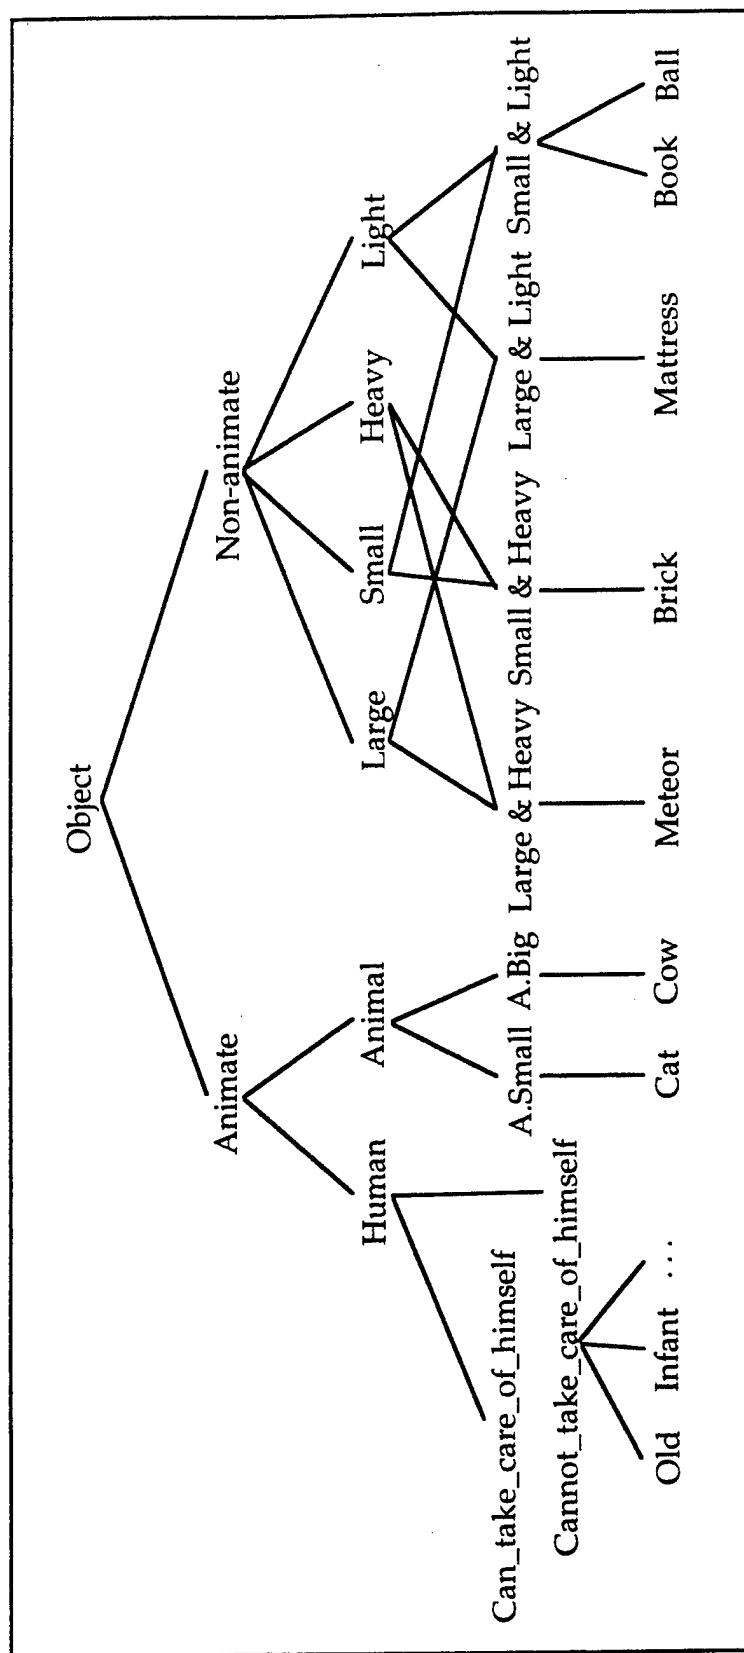 Object
Animate Non-animate
Human Animal Large Small Heavy Light
Can_take_care_of_himself A.Small A.Big Large & Heavy Small & Heavy Large & Light Small & Light
Cannot_take_care_of_himself
Old Infant ... Cat Cow Meteor Brick Mattress Book Ball